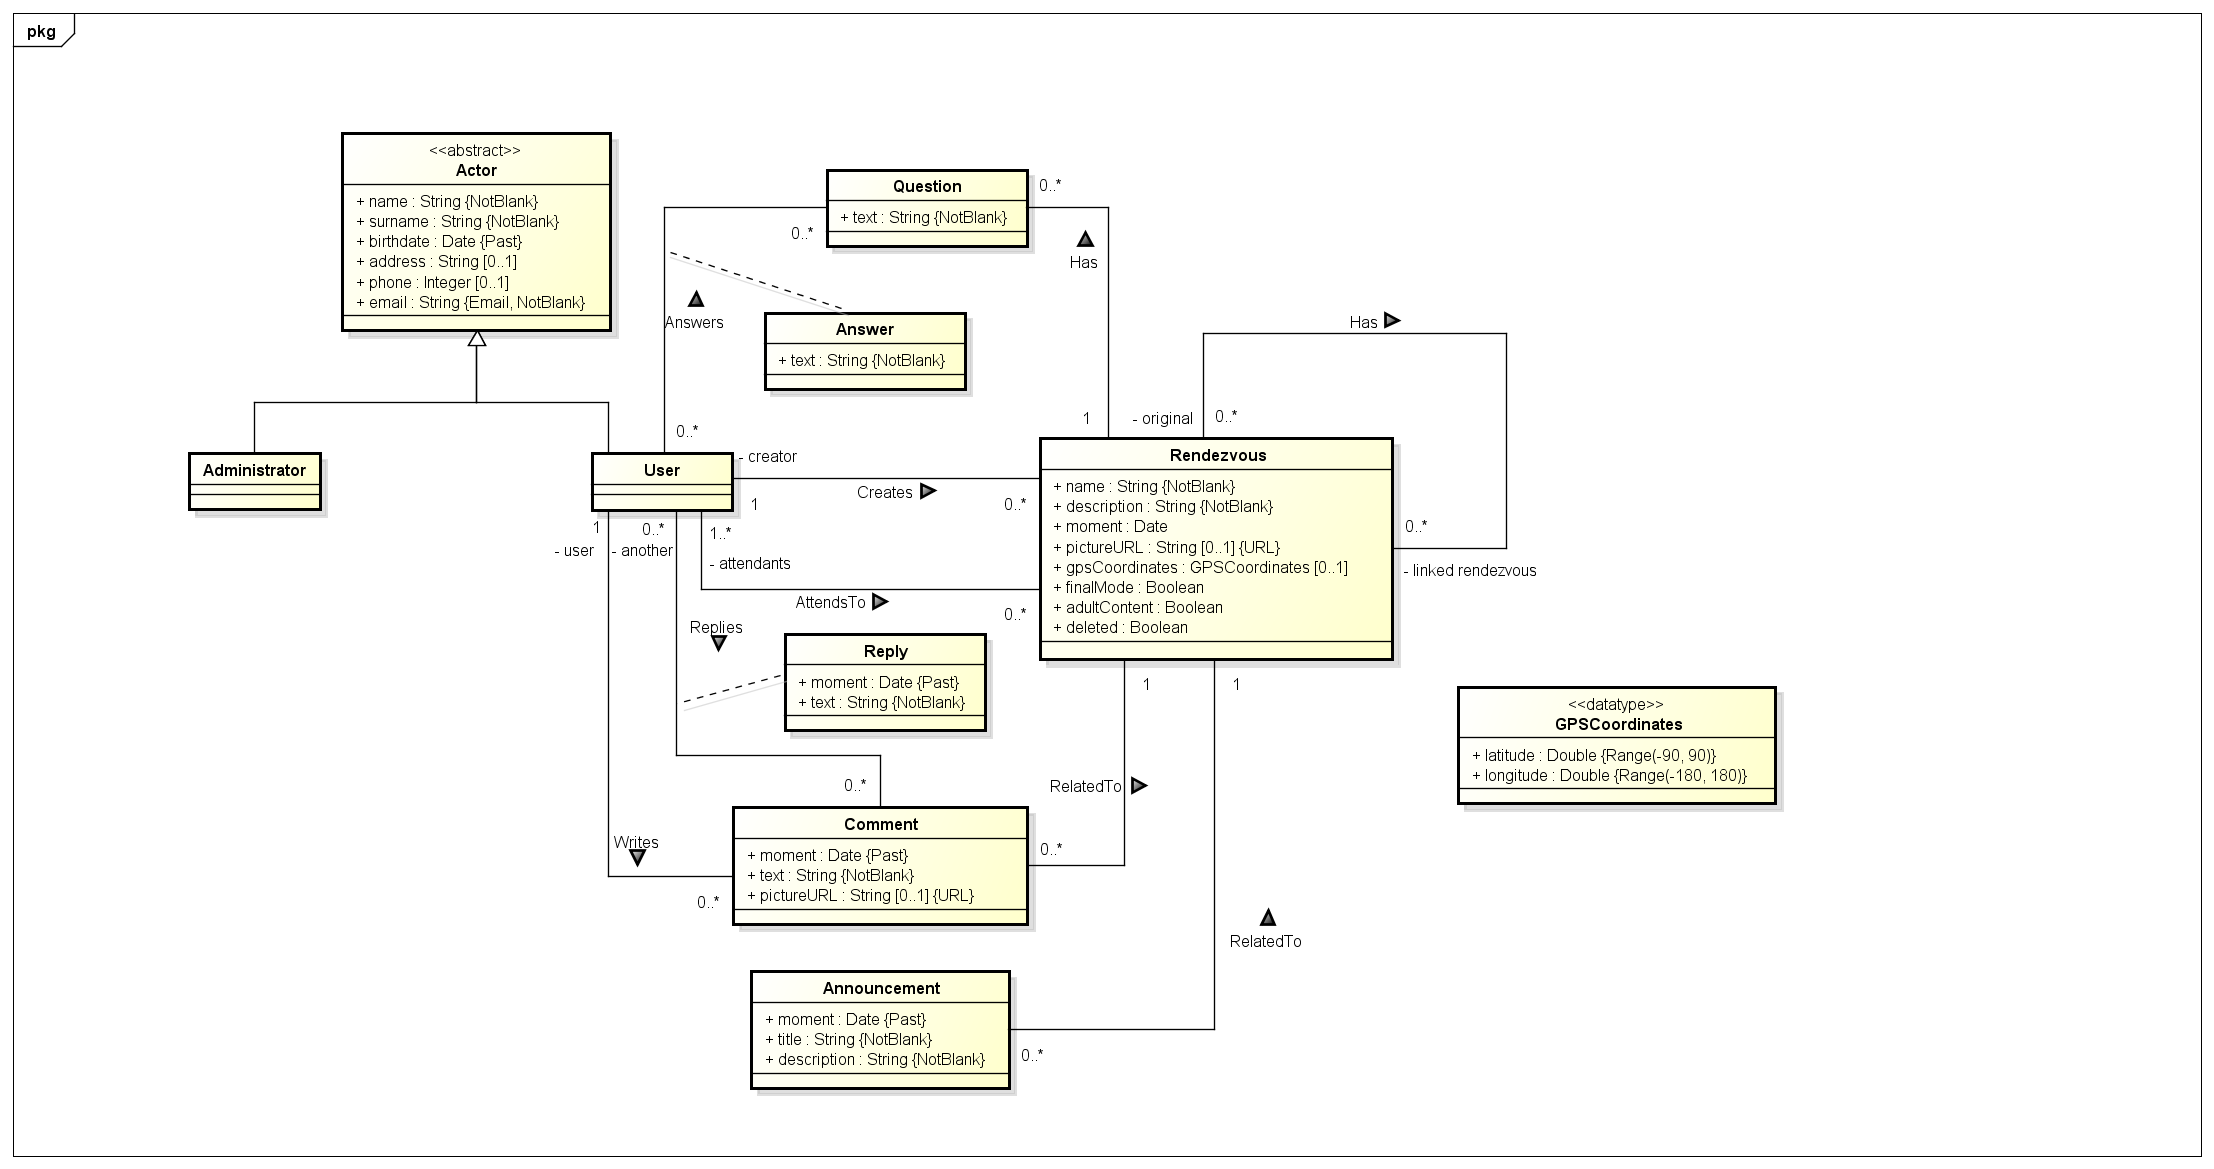 pkg
<<abstract>>
Actor
+ name : String {NotBlank}
+ surname : String {NotBlank}
+ birthdate : Date {Past}
+ address : String [0..1]
+ phone : Integer [0..1]
+ email : String {Email, NotBlank}
Question
+ text : String {NotBlank}
0..*
0..*
Has
Answers
Answer
+ text : String {NotBlank}
Has
0..*
1
- original
0..*
Administrator
User
- creator
Creates
1
0..*
Rendezvous
+ name : String {NotBlank}
+ description : String {NotBlank}
+ moment : Date
+ pictureURL : String [0..1] {URL}
+ gpsCoordinates : GPSCoordinates [0..1]
+ finalMode : Boolean
+ adultContent : Boolean
+ deleted : Boolean
0..*
- linked rendezvous
1
- user
0..*
- another
1..*
- attendants
AttendsTo
0..*
Replies
Reply
+ moment : Date {Past}
+ text : String {NotBlank}
1
1
<<datatype>>
GPSCoordinates
+ latitude : Double {Range(-90, 90)}
+ longitude : Double {Range(-180, 180)}
0..*
RelatedTo
Comment
+ moment : Date {Past}
+ text : String {NotBlank}
+ pictureURL : String [0..1] {URL}
Writes
0..*
0..*
RelatedTo
Announcement
+ moment : Date {Past}
+ title : String {NotBlank}
+ description : String {NotBlank}
0..*